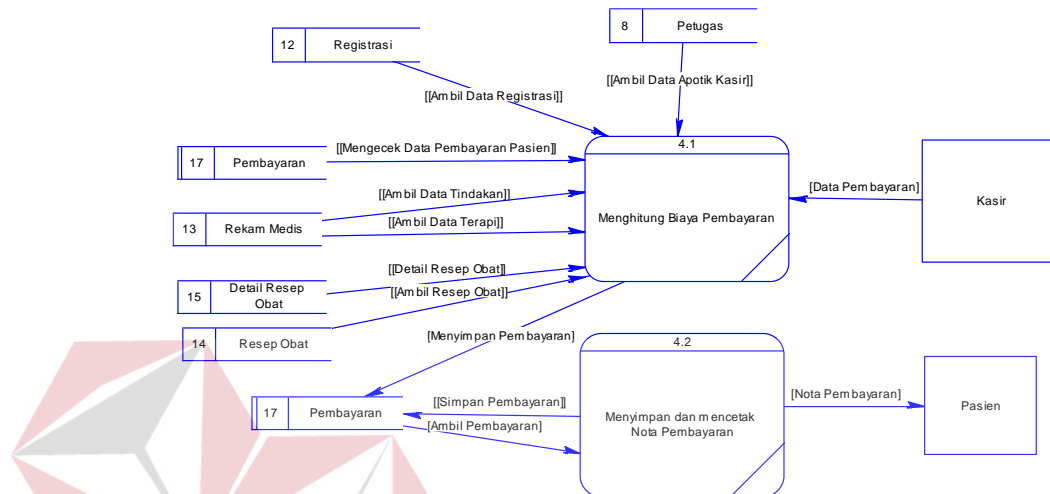 8 Petugas
12 Registrasi
[[Ambil Data Apotik Kasir]]
[[Ambil Data Registrasi]]
4.1
[[Mengecek Data Pembayaran Pasien]]
17 Pembayaran
[Data Pembayaran]
[[Ambil Data Tindakan]]
Kasir
Menghitung Biaya Pembayaran
[[Ambil Data Terapi]]
13 Rekam Medis
[[Detail Resep Obat]]
15 Detail Resep
Obat
[[Ambil Resep Obat]]
[Menyimpan Pembayaran]
14 Resep Obat
4.2
[Nota Pembayaran]
[[Simpan Pembayaran]]
17 Pembayaran
Pasien
Menyimpan dan mencetak
Nota Pembayaran
[Ambil Pembayaran]